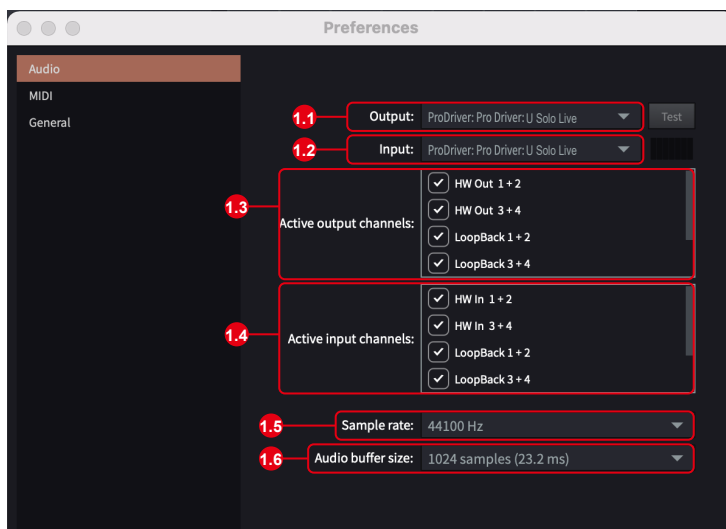 Preferences
Audio
MIDI
General
1.1 Output: ProDriver: Pro Driver: U Solo Live Test
1.2 Input: ProDriver: Pro Driver: U Solo Live
1.3 Active output channels:
HW Out 1 + 2
HW Out 3 + 4
LoopBack 1 + 2
LoopBack 3 + 4
1.4 Active input channels:
HW In 1 + 2
HW In 3 + 4
LoopBack 1 + 2
LoopBack 3 + 4
1.5 Sample rate: 44100 Hz
1.6 Audio buffer size: 1024 samples (23.2 ms)